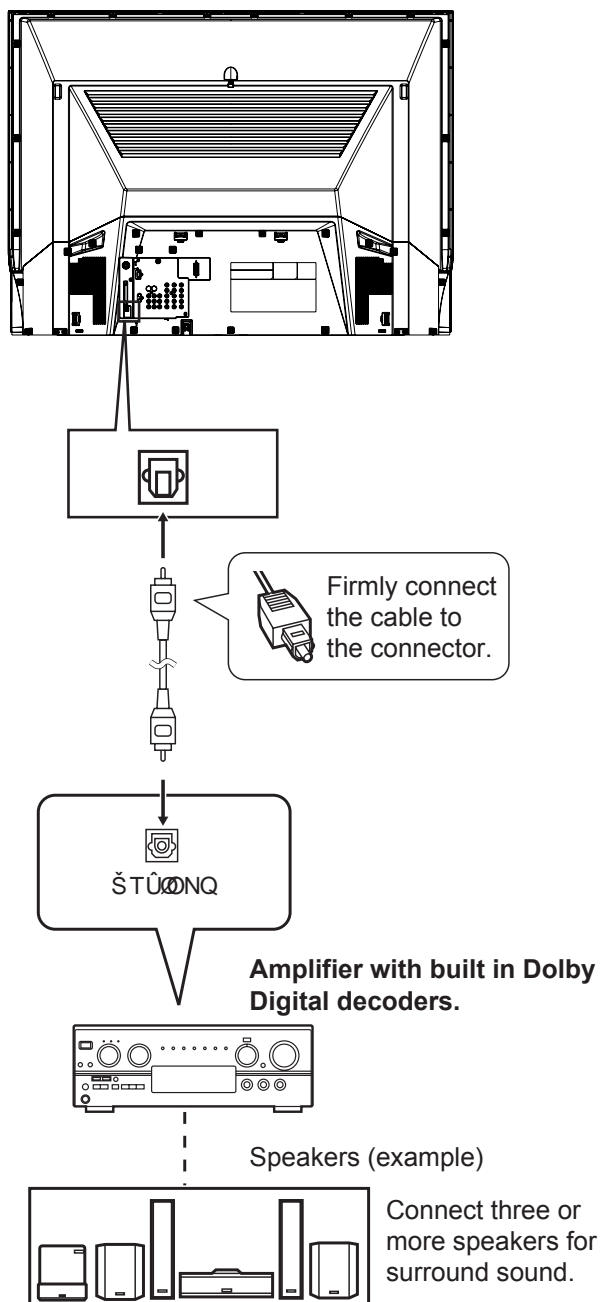 Firmly connect
the cable to
the connector.
Amplifier with built in Dolby
Digital decoders.
Speakers (example)
Connect three or
more speakers for
surround sound.